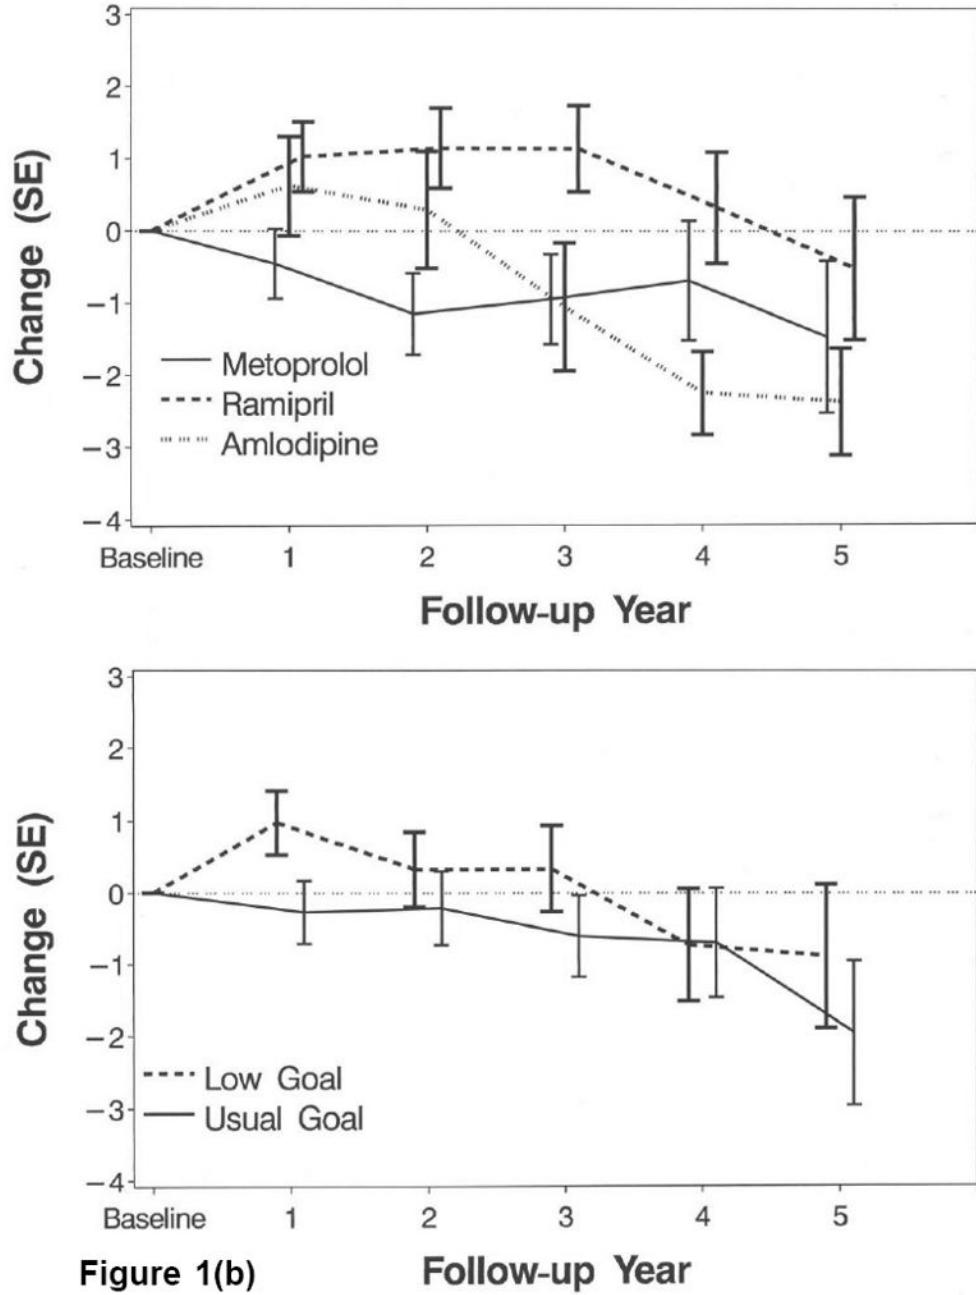 3
2
1
0
−1
−2
−3
−4
Change (SE)
Metoprolol
Ramipril
Amlodipine
Baseline 1 2 3 4 5
Follow-up Year
3
2
1
0
−1
−2
−3
−4
Change (SE)
Low Goal
Usual Goal
Baseline 1 2 3 4 5
Figure 1(b) Follow-up Year